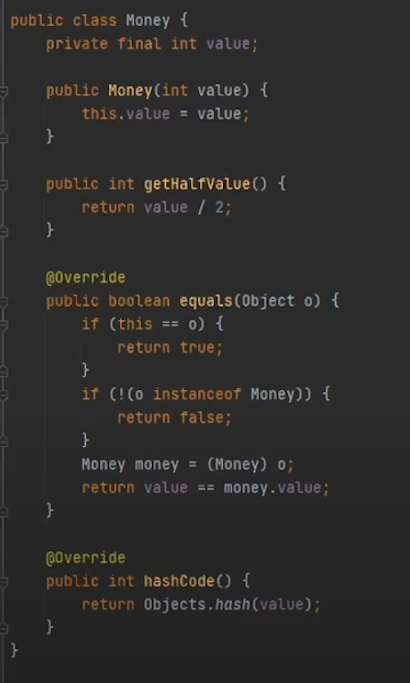 public class Money {
    private final int value;

    public Money(int value) {
        this.value = value;
    }

    public int getHalfValue() {
        return value / 2;
    }

    @Override
    public boolean equals(Object o) {
        if (this == o) {
            return true;
        }
        if (!(o instanceof Money)) {
            return false;
        }
        Money money = (Money) o;
        return value == money.value;
    }

    @Override
    public int hashCode() {
        return Objects.hash(value);
    }
}